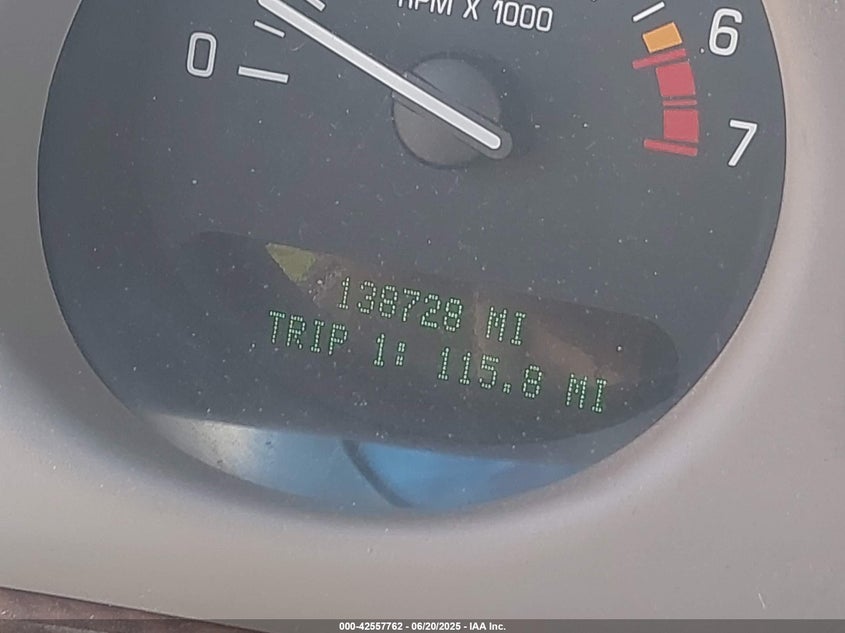 RPM X 1000
0
6
7
138728 MI
TRIP 1: 115.8 MI
000-42557762 - 06/20/2025 - IAA Inc.